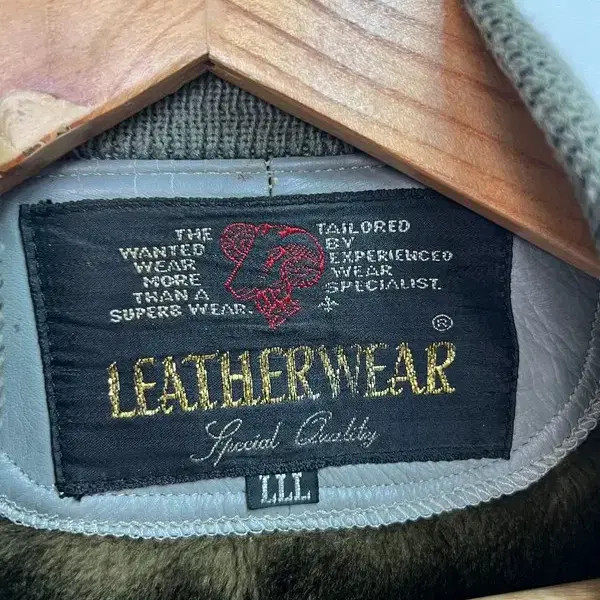 THE
WANTED
WEAR
MORE
THAN A
SUPERB WEAR.
TAILORED
BY
EXPERIENCED
WEAR
SPECIALIST.
®
LEATHERWEAR
Special Quality
LLL